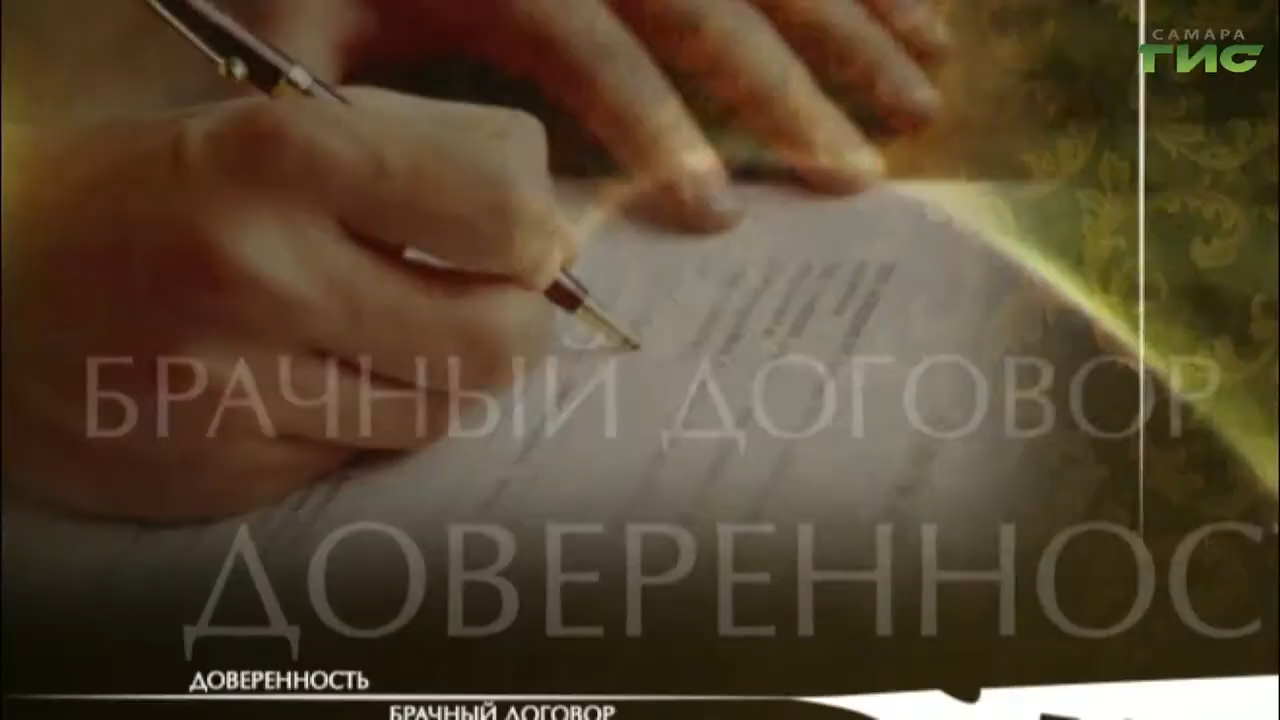 САМАРА
ГИС
БРАЧНЫЙ ДОГОВОР
ДОВЕРЕННОС
ДОВЕРЕННОСТЬ
БРАЧНЫЙ ДОГОВОР